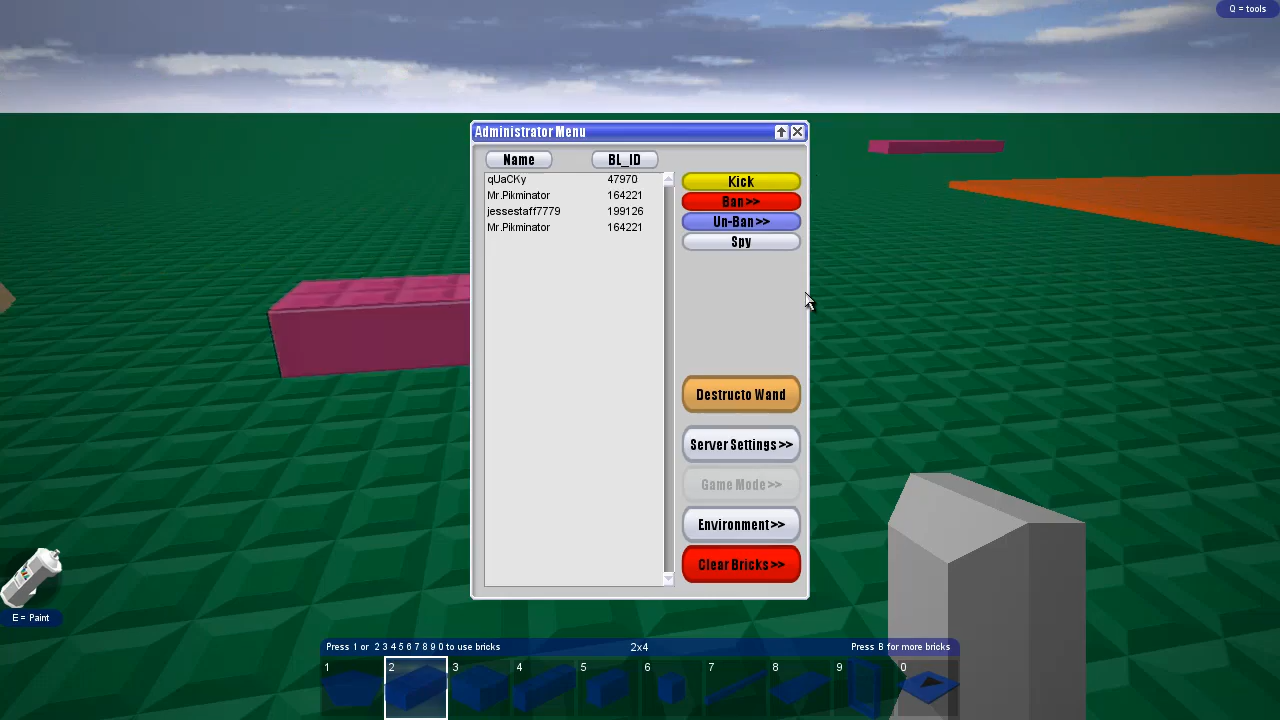 Q = tools
Administrator Menu
Name BL_ID
qUaCKy 47970
Mr.Pikminator 164221
jessestaff7779 199126
Mr.Pikminator 164221
Kick
Ban >>
Un-Ban >>
Spy
Destructo Wand
Server Settings >>
Game Mode >>
Environment >>
Clear Bricks >>
E = Paint
Press 1 or 2 3 4 5 6 7 8 9 0 to use bricks 2x4 Press B for more bricks
1 2 3 4 5 6 7 8 9 0